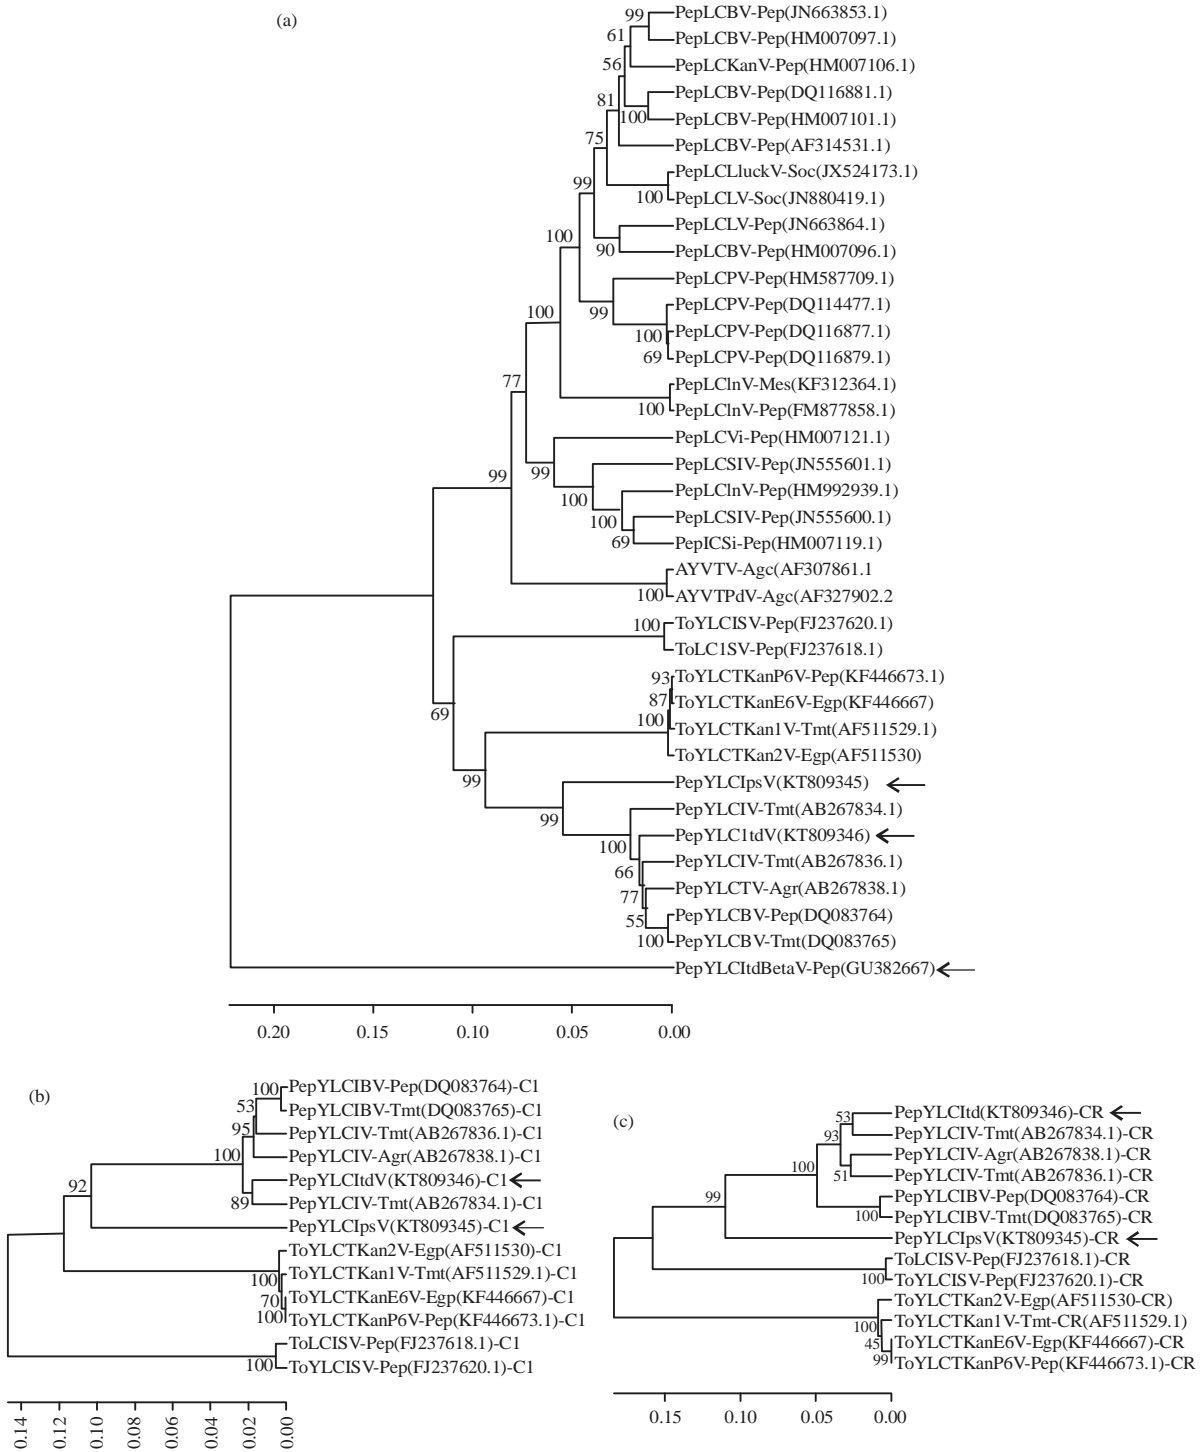 (a)
99
PepLCBV-Pep(JN663853.1)
61
PepLCBV-Pep(HM007097.1)
56
PepLCKanV-Pep(HM007106.1)
81
PepLCBV-Pep(DQ116881.1)
100
PepLCBV-Pep(HM007101.1)
75
PepLCBV-Pep(AF314531.1)
99
PepLCLluckV-Soc(JX524173.1)
100
PepLCLV-Soc(JN880419.1)
100
PepLCLV-Pep(JN663864.1)
90
PepLCBV-Pep(HM007096.1)
100
PepLCPV-Pep(HM587709.1)
99
PepLCPV-Pep(DQ114477.1)
100
PepLCPV-Pep(DQ116877.1)
69
PepLCPV-Pep(DQ116879.1)
77
PepLClnV-Mes(KF312364.1)
100
PepLClnV-Pep(FM877858.1)
PepLCVi-Pep(HM007121.1)
99
99
PepLCSIV-Pep(JN555601.1)
100
PepLClnV-Pep(HM992939.1)
100
PepLCSIV-Pep(JN555600.1)
69
PepICSi-Pep(HM007119.1)
AYVTV-Agc(AF307861.1
100
AYVTPdV-Agc(AF327902.2
100
ToYLCISV-Pep(FJ237620.1)
ToLC1SV-Pep(FJ237618.1)
93
ToYLCTKanP6V-Pep(KF446673.1)
87
ToYLCTKanE6V-Egp(KF446667)
69
100
ToYLCTKan1V-Tmt(AF511529.1)
ToYLCTKan2V-Egp(AF511530)
99
PepYLCIpsV(KT809345)
99
PepYLCIV-Tmt(AB267834.1)
100
PepYLC1tdV(KT809346)
66
PepYLCIV-Tmt(AB267836.1)
77
PepYLCTV-Agr(AB267838.1)
55
PepYLCBV-Pep(DQ083764)
100
PepYLCBV-Tmt(DQ083765)
PepYLCItdBetaV-Pep(GU382667)
0.20 0.15 0.10 0.05 0.00
(b)
100
PepYLCIBV-Pep(DQ083764)-C1
53
PepYLCIBV-Tmt(DQ083765)-C1
95
PepYLCIV-Tmt(AB267836.1)-C1
100
PepYLCIV-Agr(AB267838.1)-C1
92
PepYLCItdV(KT809346)-C1
89
PepYLCIV-Tmt(AB267834.1)-C1
PepYLCIpsV(KT809345)-C1
ToYLCTKan2V-Egp(AF511530)-C1
100
ToYLCTKan1V-Tmt(AF511529.1)-C1
70
ToYLCTKanE6V-Egp(KF446667)-C1
100
ToYLCTKanP6V-Pep(KF446673.1)-C1
ToLCISV-Pep(FJ237618.1)-C1
100
ToYLCISV-Pep(FJ237620.1)-C1
0.14 0.12 0.10 0.08 0.06 0.04 0.02 0.00
(c)
53
PepYLCItd(KT809346)-CR
93
PepYLCIV-Tmt(AB267834.1)-CR
PepYLCIV-Agr(AB267838.1)-CR
100
51
PepYLCIV-Tmt(AB267836.1)-CR
99
PepYLCIBV-Pep(DQ083764)-CR
100
PepYLCIBV-Tmt(DQ083765)-CR
PepYLCIpsV(KT809345)-CR
ToLCISV-Pep(FJ237618.1)-CR
100
ToYLCISV-Pep(FJ237620.1)-CR
ToYLCTKan2V-Egp(AF511530-CR)
100
ToYLCTKan1V-Tmt-CR(AF511529.1)
45
ToYLCTKanE6V-Egp(KF446667)-CR
99
ToYLCTKanP6V-Pep(KF446673.1)-CR
0.15 0.10 0.05 0.00